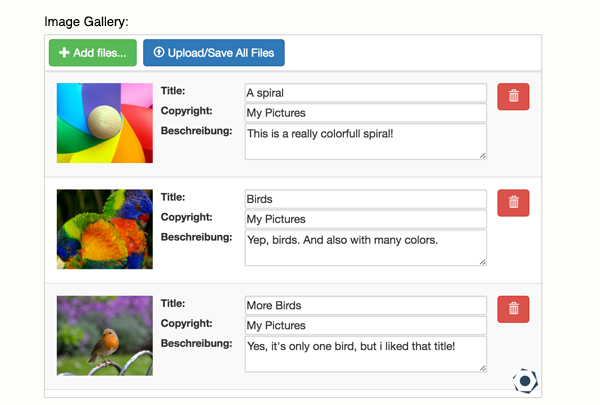 Image Gallery:
Add files... Upload/Save All Files
Title: A spiral
Copyright: My Pictures
Beschreibung: This is a really colorfull spiral!
Title: Birds
Copyright: My Pictures
Beschreibung: Yep, birds. And also with many colors.
Title: More Birds
Copyright: My Pictures
Beschreibung: Yes, it's only one bird, but i liked that title!